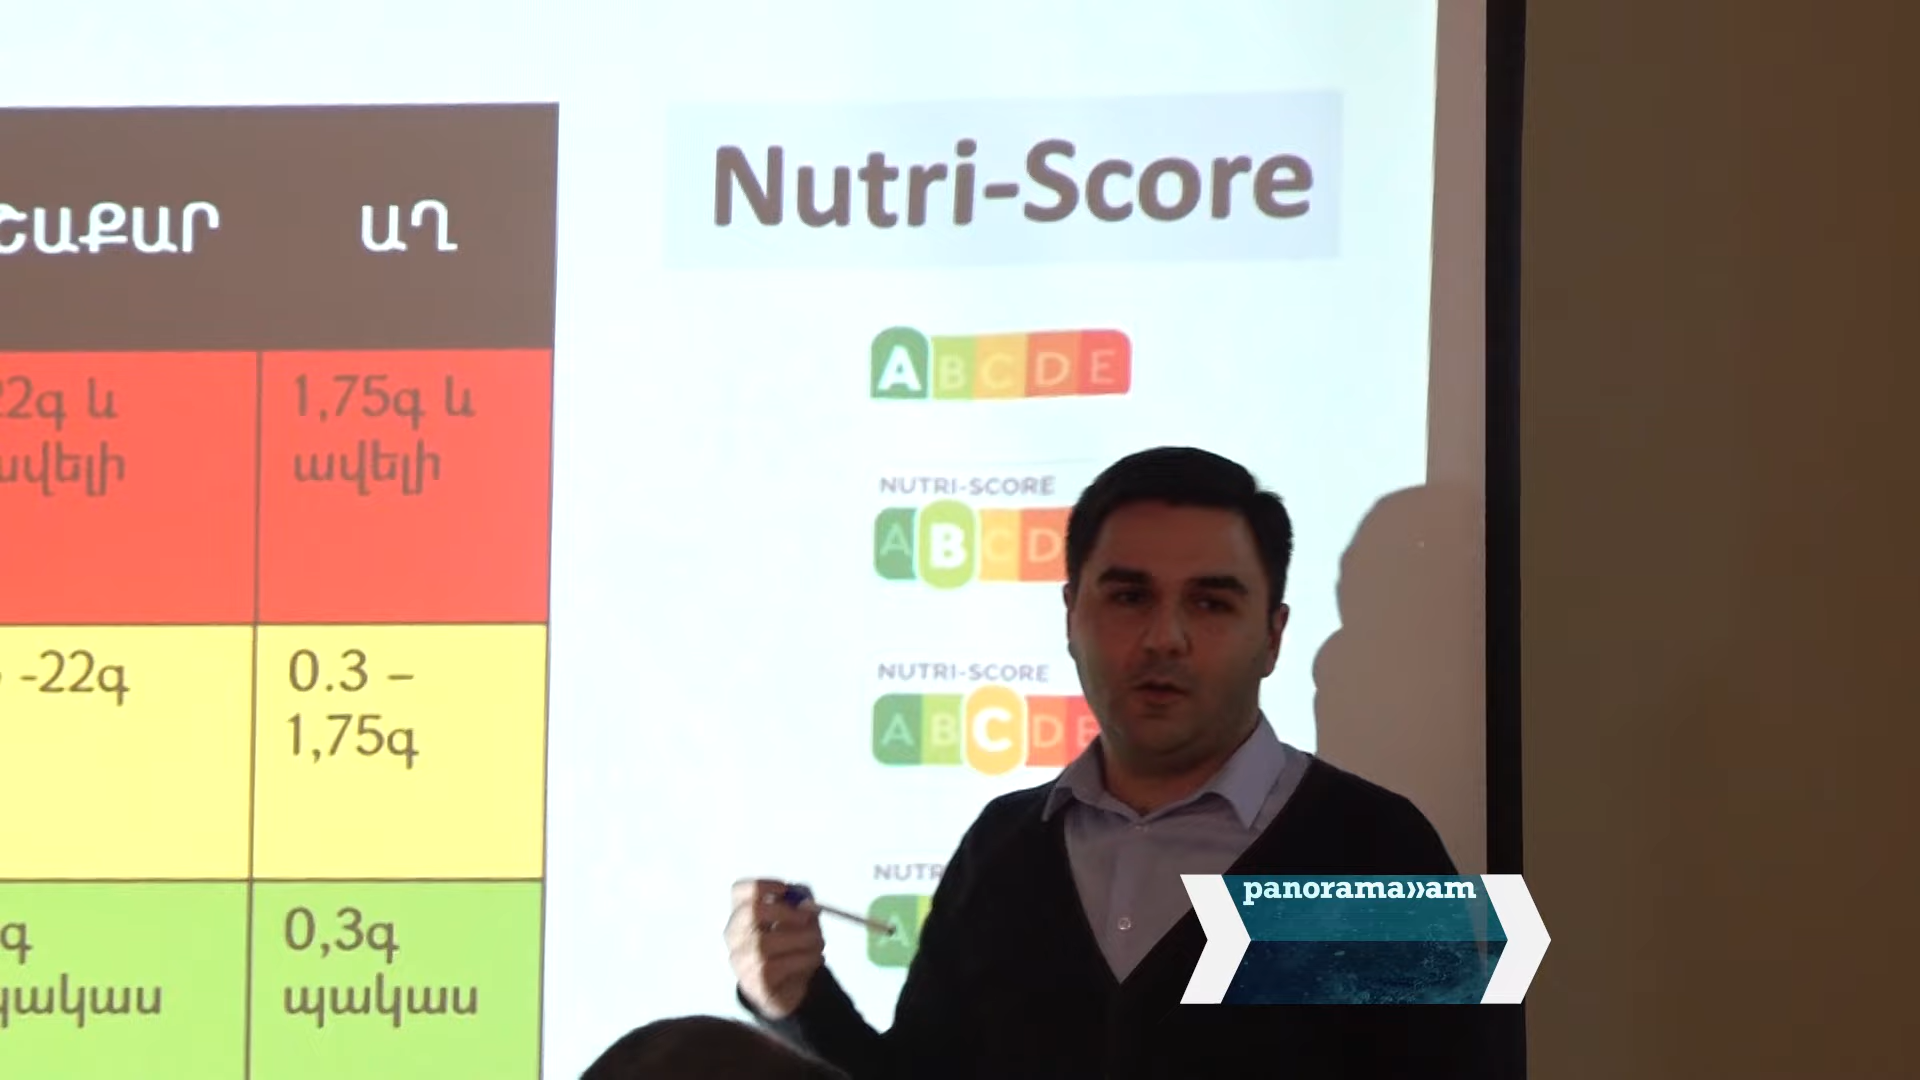 ՇԱՔԱՐ ԱՂ
22գ և
ավելի
1,75գ և
ավելի
-22գ
0.3 –
1,75գ
գ
պակաս
0,3գ
պակաս
Nutri-Score
A B C D E
NUTRI-SCORE
A B C D
NUTRI-SCORE
A B C D E
A
panorama»am